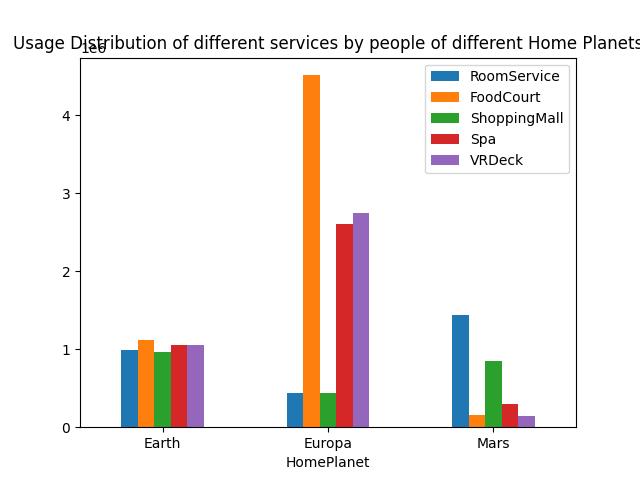 Usage Distribution of different services by people of different Home Planets
1e6
RoomService
FoodCourt
ShoppingMall
Spa
VRDeck
4
3
2
1
0
Earth
Europa
Mars
HomePlanet